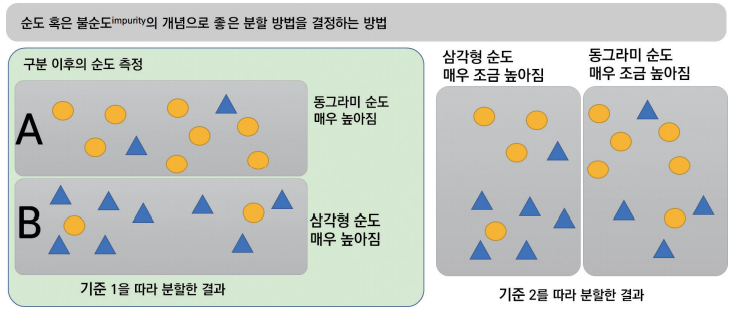 순도 혹은 불순도impurity의 개념으로 좋은 분할 방법을 결정하는 방법
구분 이후의 순도 측정
A
동그라미 순도
매우 높아짐
B
삼각형 순도
매우 높아짐
기준 1을 따라 분할한 결과
삼각형 순도
매우 조금 높아짐
동그라미 순도
매우 조금 높아짐
기준 2를 따라 분할한 결과